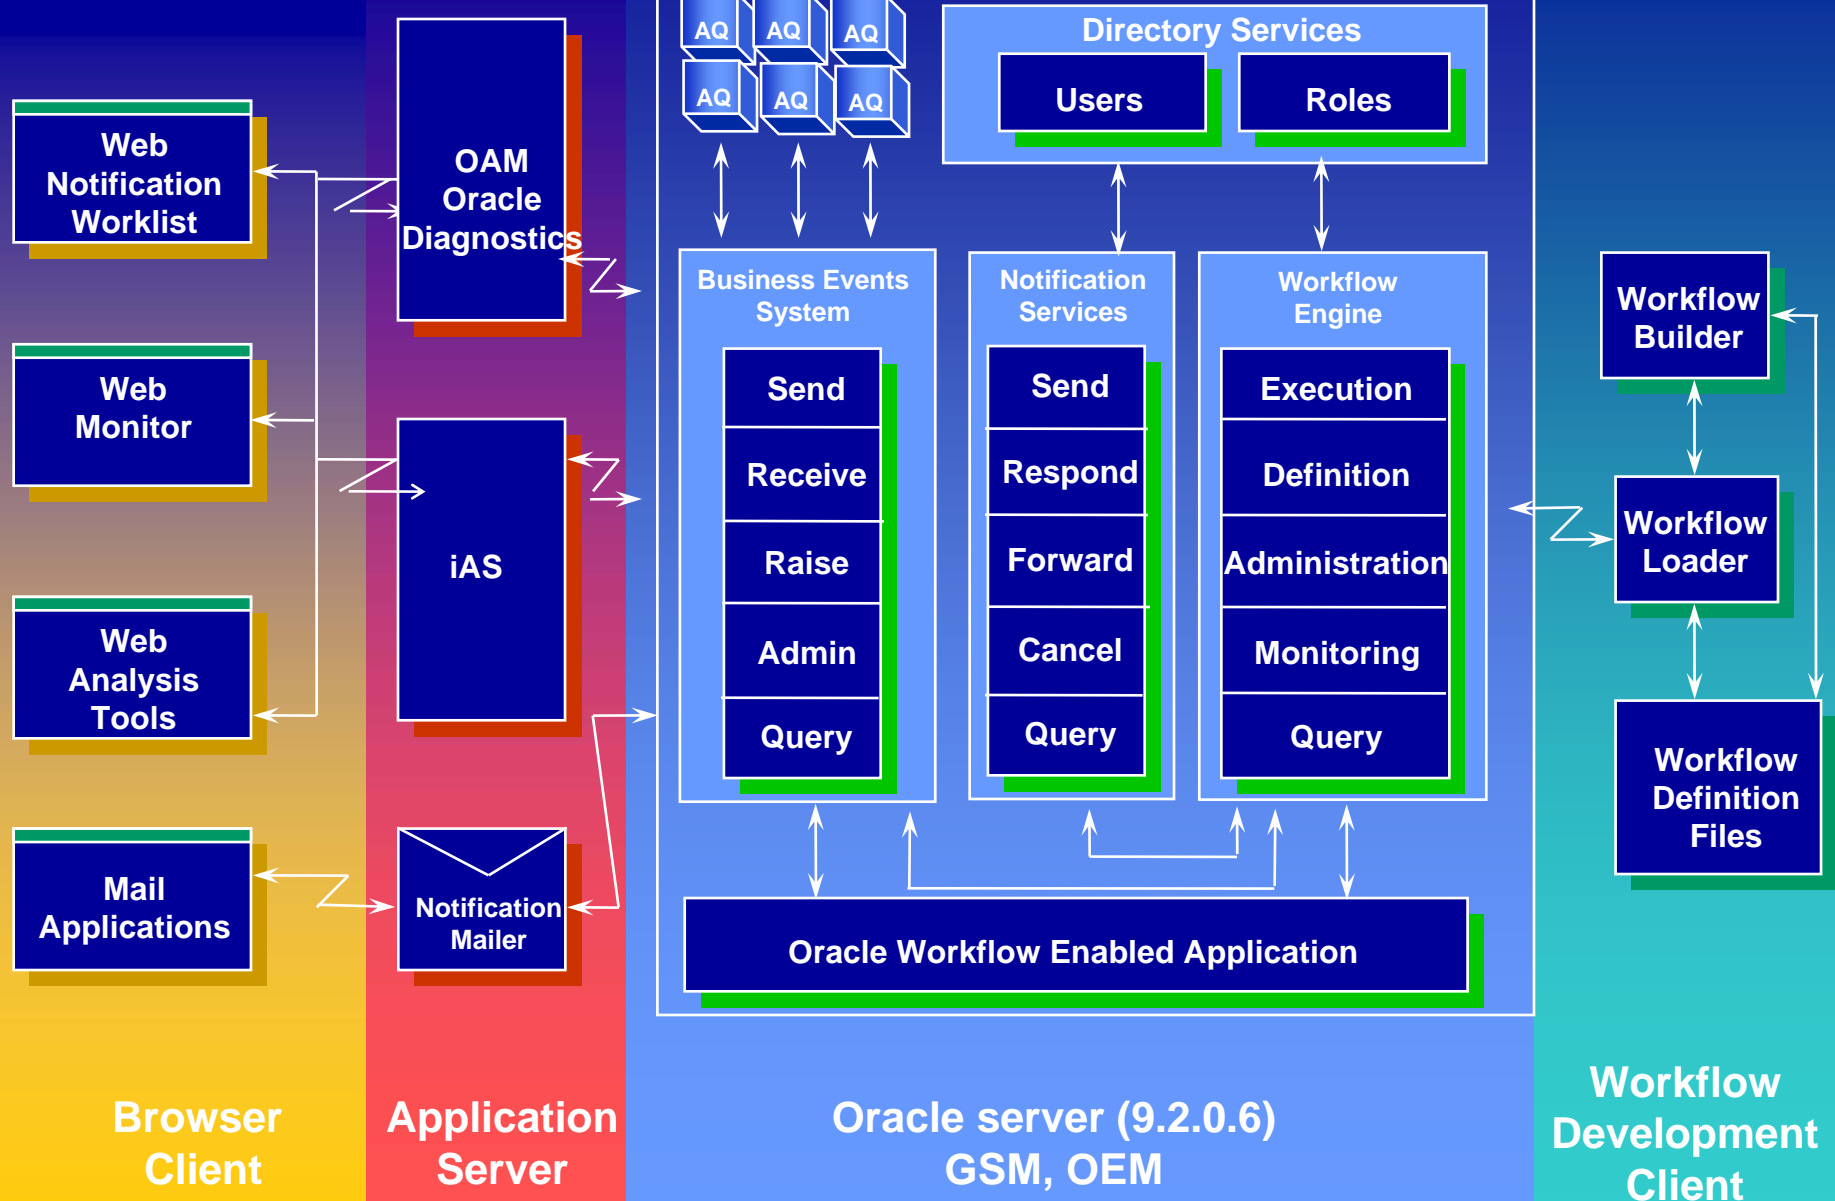 Web
Notification
Worklist
Web
Monitor
Web
Analysis
Tools
Mail
Applications
Browser
Client
OAM
Oracle
Diagnostics
iAS
Notification
Mailer
Application
Server
AQ
AQ
AQ
AQ
AQ
AQ
Directory Services
Users
Roles
Business Events
System
Send
Receive
Raise
Admin
Query
Notification
Services
Send
Respond
Forward
Cancel
Query
Workflow
Engine
Execution
Definition
Administration
Monitoring
Query
Oracle Workflow Enabled Application
Oracle server (9.2.0.6)
GSM, OEM
Workflow
Builder
Workflow
Loader
Workflow
Definition
Files
Workflow
Development
Client